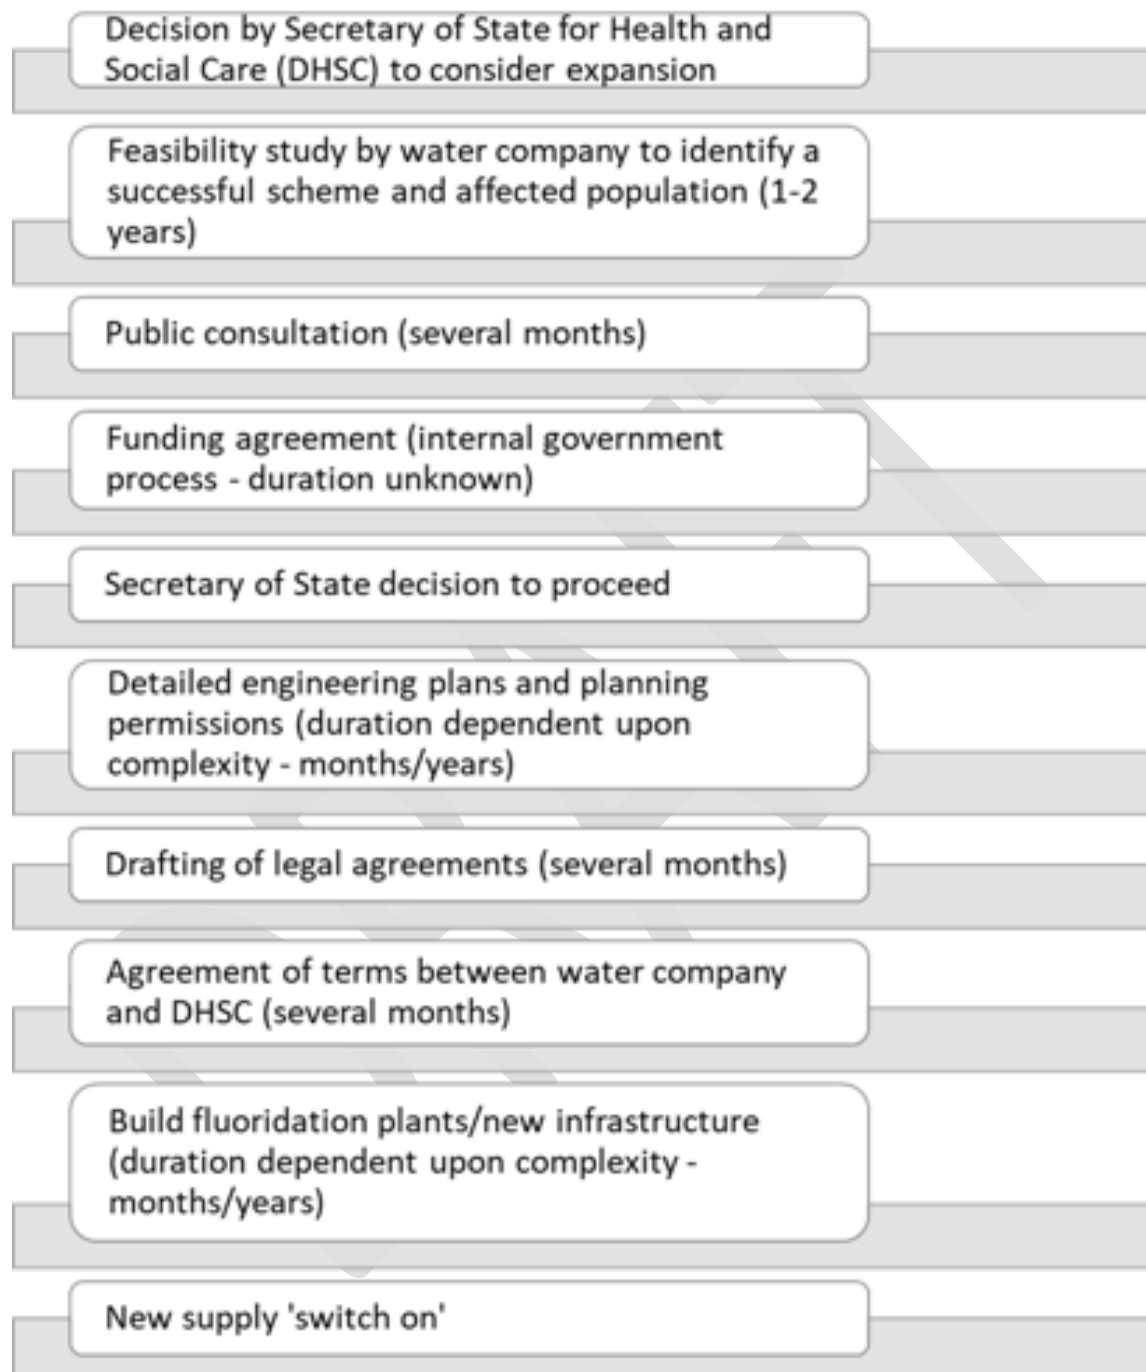 Decision by Secretary of State for Health and
Social Care (DHSC) to consider expansion
Feasibility study by water company to identify a
successful scheme and affected population (1-2
years)
Public consultation (several months)
Funding agreement (internal government
process - duration unknown)
Secretary of State decision to proceed
Detailed engineering plans and planning
permissions (duration dependent upon
complexity - months/years)
Drafting of legal agreements (several months)
Agreement of terms between water company
and DHSC (several months)
Build fluoridation plants/new infrastructure
(duration dependent upon complexity -
months/years)
New supply 'switch on'
DRAFT